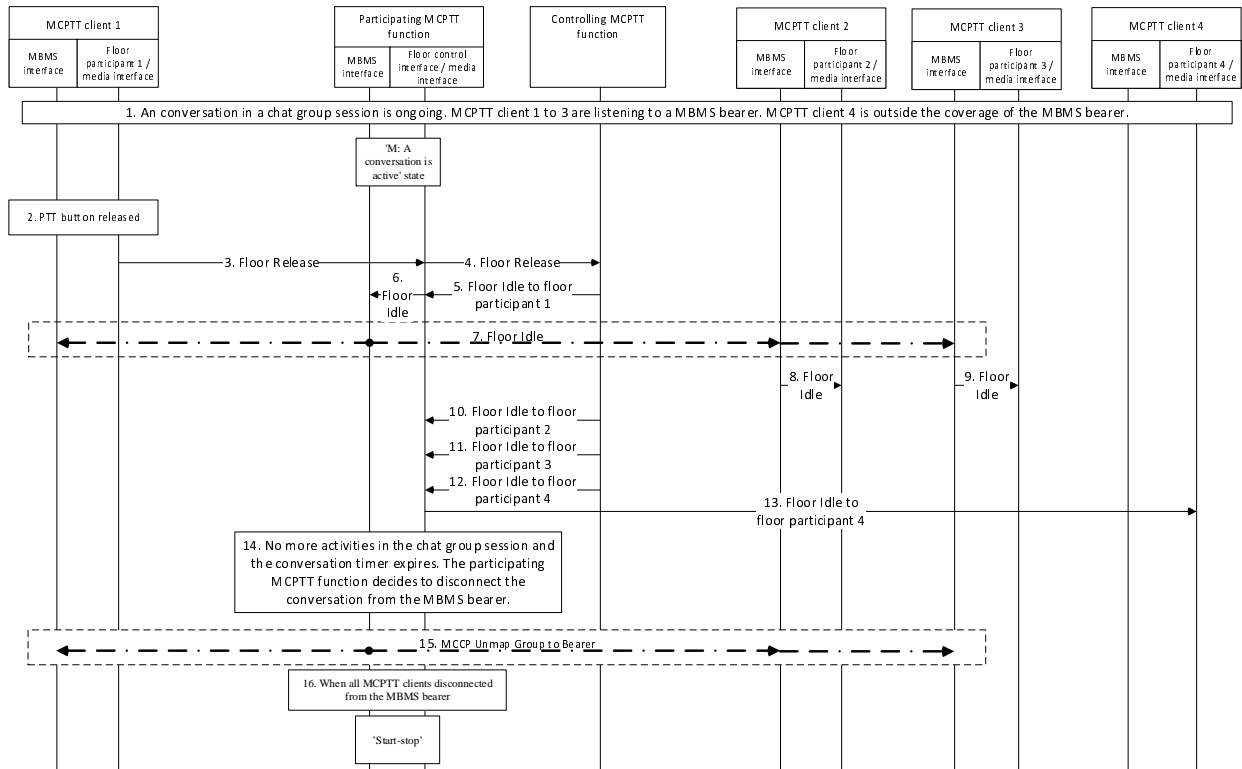 MCPTT client 1
MBMS
interface
Floor
participant 1 /
media interface
Participating MCPTT
function
MBMS
interface
Floor control
interface / media
interface
Controlling MCPTT
function
MCPTT client 2
MBMS
interface
Floor
participant 2 /
media interface
MCPTT client 3
MBMS
interface
Floor
participant 3 /
media interface
MCPTT client 4
MBMS
interface
Floor
participant 4 /
media interface
1. An conversation in a chat group session is ongoing. MCPTT client 1 to 3 are listening to a MBMS bearer. MCPTT client 4 is outside the coverage of the MBMS bearer.
'M: A
conversation is
active' state
2. PTT button released
3. Floor Release
4. Floor Release
5. Floor Idle to floor
participant 1
6.
Floor
Idle
7. Floor Idle
8. Floor
Idle
9. Floor
Idle
10. Floor Idle to floor
participant 2
11. Floor Idle to floor
participant 3
12. Floor Idle to floor
participant 4
13. Floor Idle to
floor participant 4
14. No more activities in the chat group session and
the conversation timer expires. The participating
MCPTT function decides to disconnect the
conversation from the MBMS bearer.
15. MCCP Unmap Group to Bearer
16. When all MCPTT clients disconnected
from the MBMS bearer
'Start-stop'